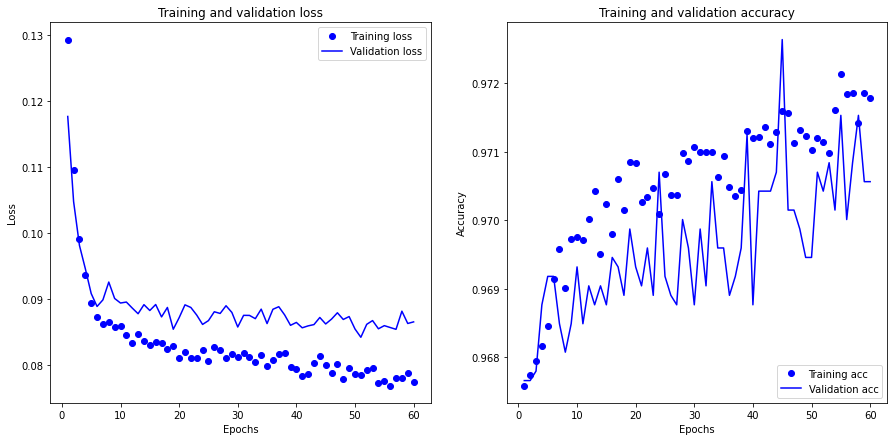 Training and validation loss
Training loss
Validation loss
0.13
0.12
0.11
0.10
0.09
0.08
Loss
0 10 20 30 40 50 60
Epochs
Training and validation accuracy
0.972
0.971
0.970
0.969
0.968
Accuracy
Training acc
Validation acc
0 10 20 30 40 50 60
Epochs